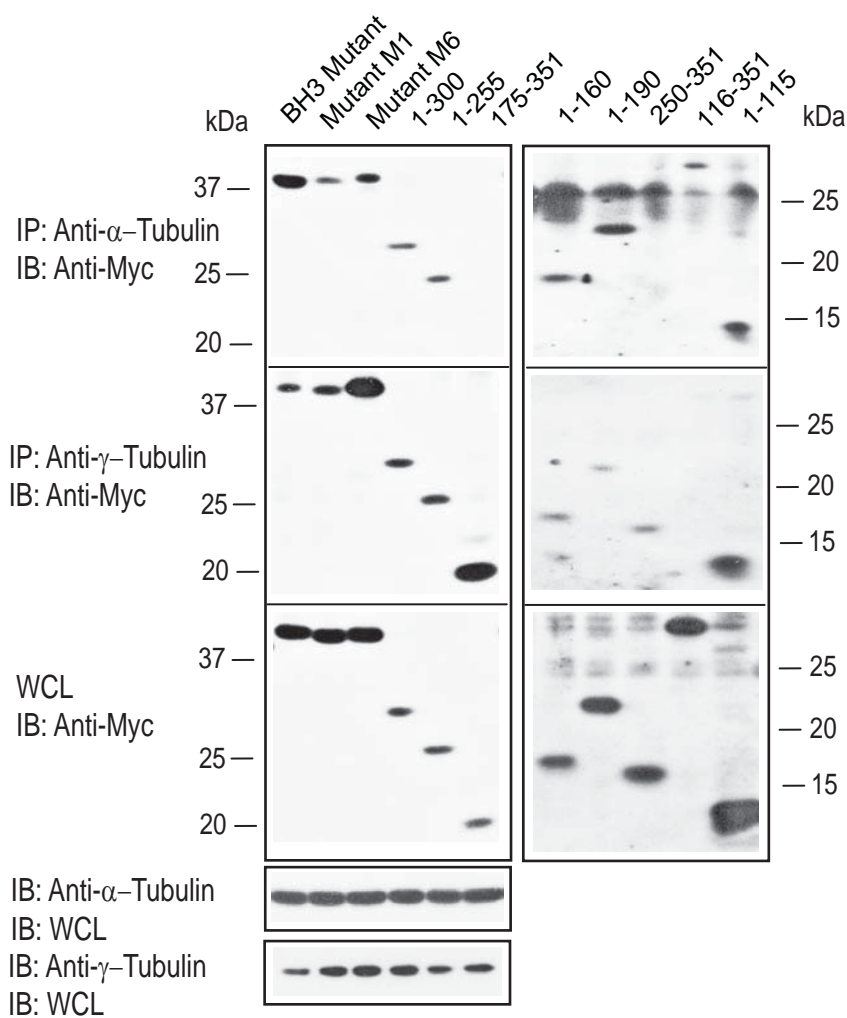 BH3 Mutant
Mutant M1
Mutant M6
1-300
1-255
175-351
1-160
1-190
250-351
116-351
1-115
kDa
kDa
37
IP: Anti-α–Tubulin
IB: Anti-Myc
25
20
25
20
15
37
IP: Anti-γ–Tubulin
IB: Anti-Myc
25
20
25
20
15
37
WCL
IB: Anti-Myc
25
20
25
20
15
IB: Anti-α–Tubulin
IB: WCL
IB: Anti-γ–Tubulin
IB: WCL